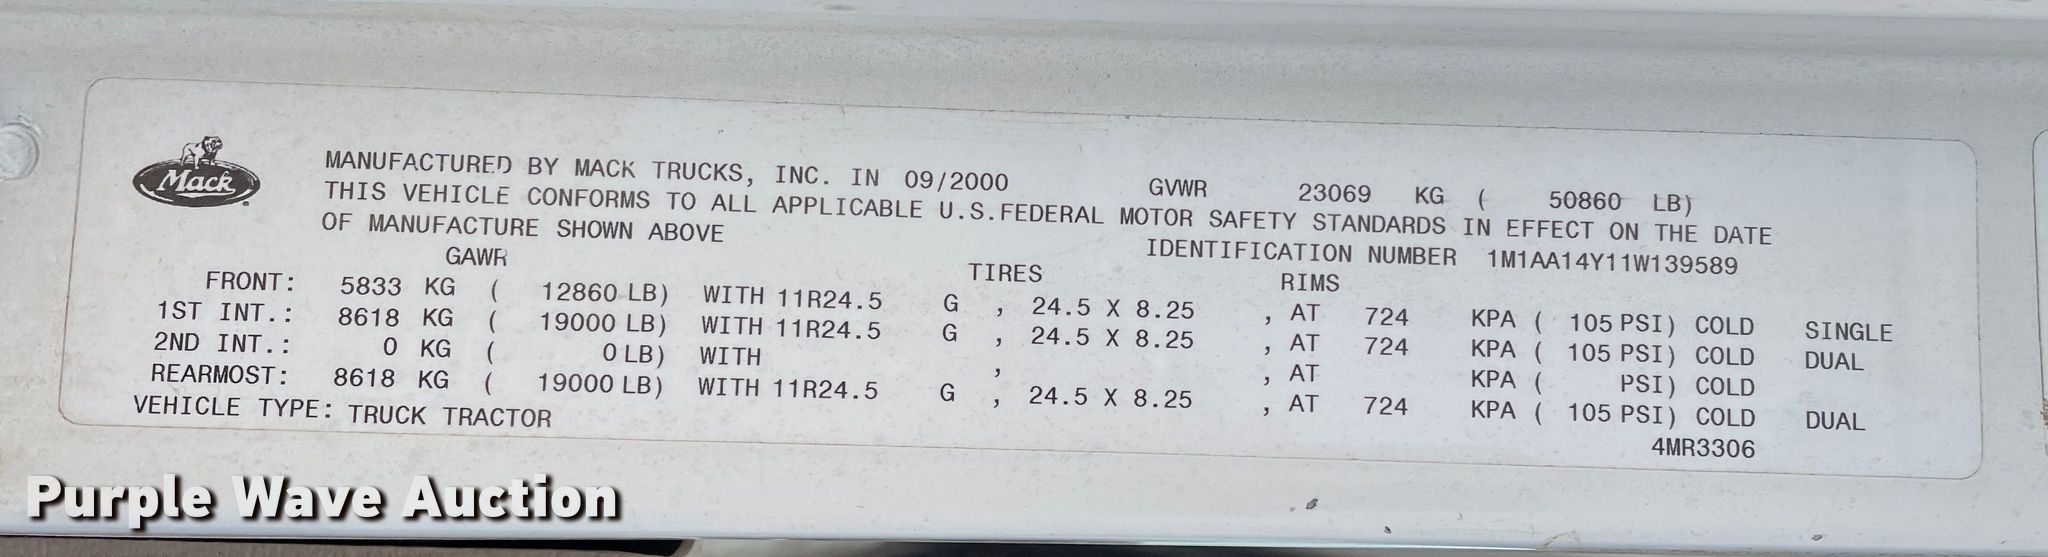 Mack
MANUFACTURED BY MACK TRUCKS, INC. IN 09/2000 GVWR 23069 KG ( 50860 LB)
THIS VEHICLE CONFORMS TO ALL APPLICABLE U.S.FEDERAL MOTOR SAFETY STANDARDS IN EFFECT ON THE DATE
OF MANUFACTURE SHOWN ABOVE IDENTIFICATION NUMBER 1M1AA14Y11W139589
GAWR TIRES RIMS
FRONT: 5833 KG ( 12860 LB) WITH 11R24.5 G , 24.5 X 8.25 , AT 724 KPA ( 105 PSI) COLD SINGLE
1ST INT.: 8618 KG ( 19000 LB) WITH 11R24.5 G , 24.5 X 8.25 , AT 724 KPA ( 105 PSI) COLD DUAL
2ND INT.: 0 KG ( 0 LB) WITH , , AT KPA ( PSI) COLD
REARMOST: 8618 KG ( 19000 LB) WITH 11R24.5 G , 24.5 X 8.25 , AT 724 KPA ( 105 PSI) COLD DUAL
VEHICLE TYPE: TRUCK TRACTOR 4MR3306
Purple Wave Auction